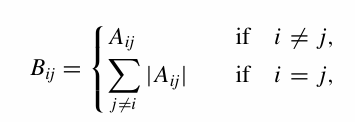 B_{ij} = { A_{ij} if i ≠ j,
∑_{j≠i} |A_{ij}| if i = j,